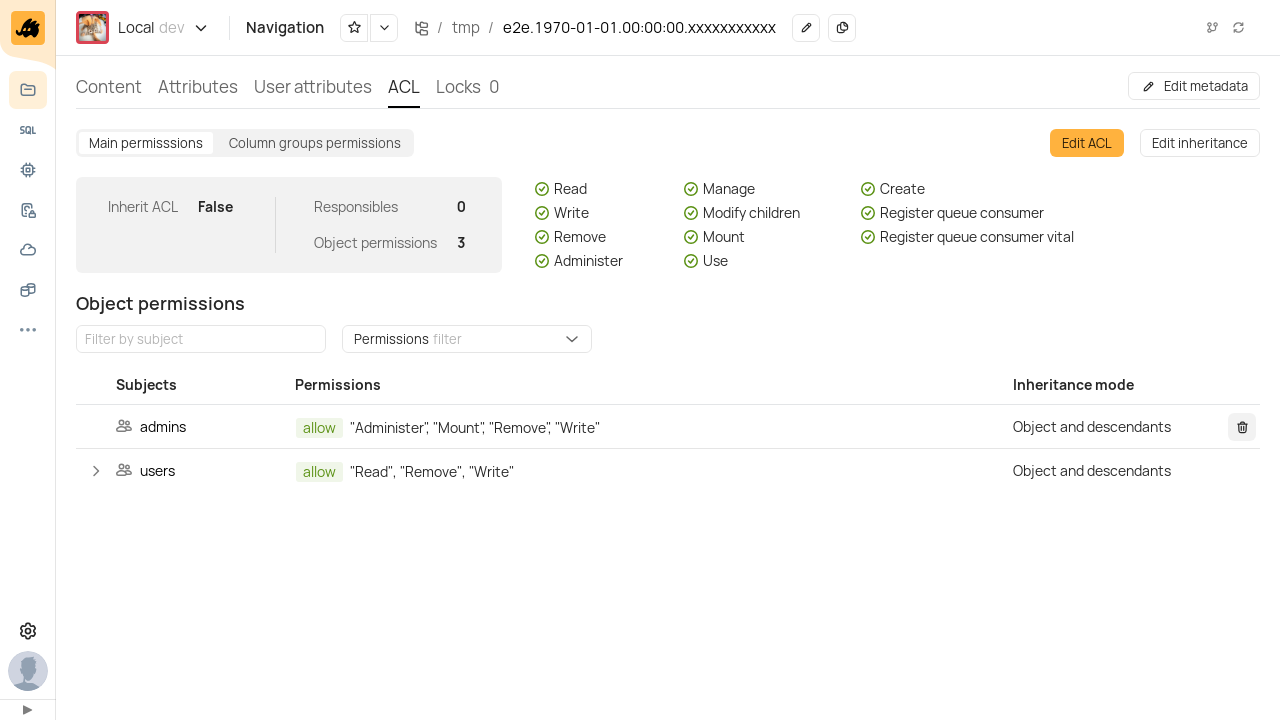 Local dev Navigation / tmp / e2e.1970-01-01.00:00:00.xxxxxxxxxxx
SQL
Content Attributes User attributes ACL Locks 0 Edit metadata
Main permisssions Column groups permissions Edit ACL Edit inheritance
Inherit ACL False
Responsibles 0
Object permissions 3
Read Manage Create
Write Modify children Register queue consumer
Remove Mount Register queue consumer vital
Administer Use
Object permissions
Filter by subject Permissions filter
Subjects Permissions Inheritance mode
admins allow "Administer", "Mount", "Remove", "Write" Object and descendants
users allow "Read", "Remove", "Write" Object and descendants